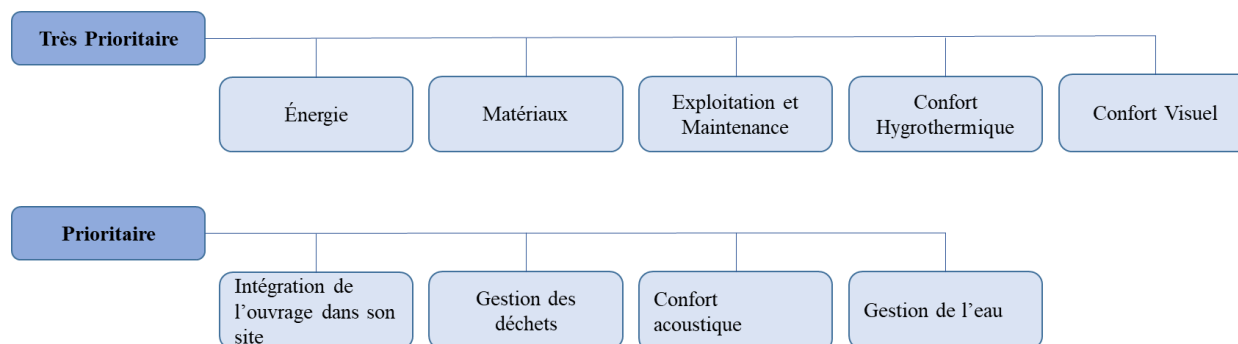 Très Prioritaire
Énergie
Matériaux
Exploitation et
Maintenance
Confort
Hygrothermique
Confort Visuel
Prioritaire
Intégration de
l’ouvrage dans son
site
Gestion des
déchets
Confort
acoustique
Gestion de l’eau